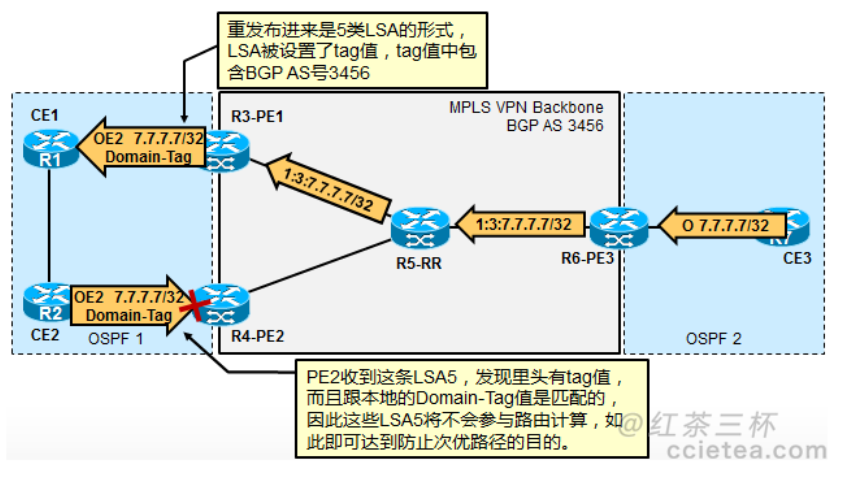 重发布进来是5类LSA的形式，
LSA被设置了tag值，tag值中包
含BGP AS号3456
CE1
R3-PE1
MPLS VPN Backbone
BGP AS 3456
OE2 7.7.7.7/32
Domain-Tag
R1
1:3:7.7.7.7/32
1:3:7.7.7.7/32
O 7.7.7.7/32
R5-RR
R6-PE3
CE3
OE2 7.7.7.7/32
Domain-Tag
R2
CE2
OSPF 1
R4-PE2
OSPF 2
PE2收到这条LSA5，发现里头有tag值，
而且跟本地的Domain-Tag值是匹配的，
因此这些LSA5将不会参与路由计算，如
此即可达到防止次优路径的目的。
@红茶三杯
ccietea.com